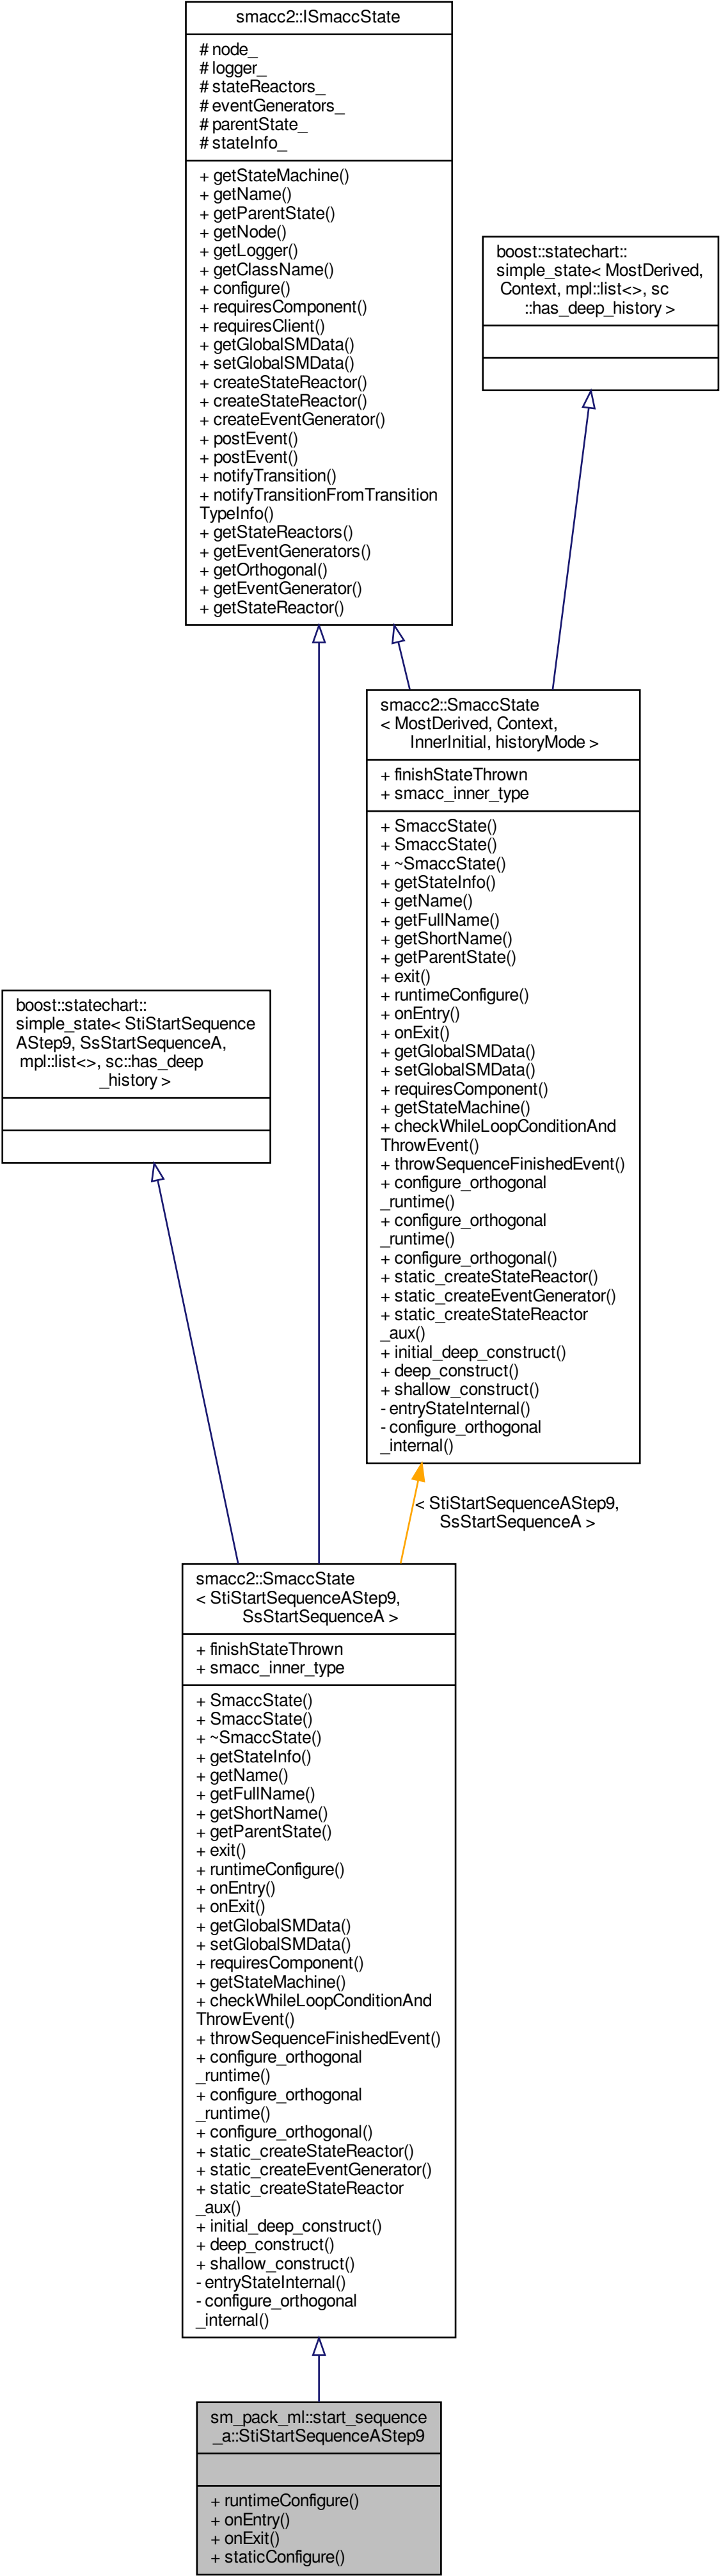 smacc2::ISmaccState
# node_
# logger_
# stateReactors_
# eventGenerators_
# parentState_
# stateInfo_
+ getStateMachine()
+ getName()
+ getParentState()
+ getNode()
+ getLogger()
+ getClassName()
+ configure()
+ requiresComponent()
+ requiresClient()
+ getGlobalSMData()
+ setGlobalSMData()
+ createStateReactor()
+ createStateReactor()
+ createEventGenerator()
+ postEvent()
+ postEvent()
+ notifyTransition()
+ notifyTransitionFromTransition
TypeInfo()
+ getStateReactors()
+ getEventGenerators()
+ getOrthogonal()
+ getEventGenerator()
+ getStateReactor()
boost::statechart::
simple_state< MostDerived,
Context, mpl::list<>, sc
::has_deep_history >
smacc2::SmaccState
< MostDerived, Context,
InnerInitial, historyMode >
+ finishStateThrown
+ smacc_inner_type
+ SmaccState()
+ SmaccState()
+ ~SmaccState()
+ getStateInfo()
+ getName()
+ getFullName()
+ getShortName()
+ getParentState()
+ exit()
+ runtimeConfigure()
+ onEntry()
+ onExit()
+ getGlobalSMData()
+ setGlobalSMData()
+ requiresComponent()
+ getStateMachine()
+ checkWhileLoopConditionAnd
ThrowEvent()
+ throwSequenceFinishedEvent()
+ configure_orthogonal
_runtime()
+ configure_orthogonal
_runtime()
+ configure_orthogonal()
+ static_createStateReactor()
+ static_createEventGenerator()
+ static_createStateReactor
_aux()
+ initial_deep_construct()
+ deep_construct()
+ shallow_construct()
- entryStateInternal()
- configure_orthogonal
_internal()
boost::statechart::
simple_state< StiStartSequence
AStep9, SsStartSequenceA,
mpl::list<>, sc::has_deep
_history >
< StiStartSequenceAStep9,
SsStartSequenceA >
smacc2::SmaccState
< StiStartSequenceAStep9,
SsStartSequenceA >
+ finishStateThrown
+ smacc_inner_type
+ SmaccState()
+ SmaccState()
+ ~SmaccState()
+ getStateInfo()
+ getName()
+ getFullName()
+ getShortName()
+ getParentState()
+ exit()
+ runtimeConfigure()
+ onEntry()
+ onExit()
+ getGlobalSMData()
+ setGlobalSMData()
+ requiresComponent()
+ getStateMachine()
+ checkWhileLoopConditionAnd
ThrowEvent()
+ throwSequenceFinishedEvent()
+ configure_orthogonal
_runtime()
+ configure_orthogonal
_runtime()
+ configure_orthogonal()
+ static_createStateReactor()
+ static_createEventGenerator()
+ static_createStateReactor
_aux()
+ initial_deep_construct()
+ deep_construct()
+ shallow_construct()
- entryStateInternal()
- configure_orthogonal
_internal()
sm_pack_ml::start_sequence
_a::StiStartSequenceAStep9
+ runtimeConfigure()
+ onEntry()
+ onExit()
+ staticConfigure()